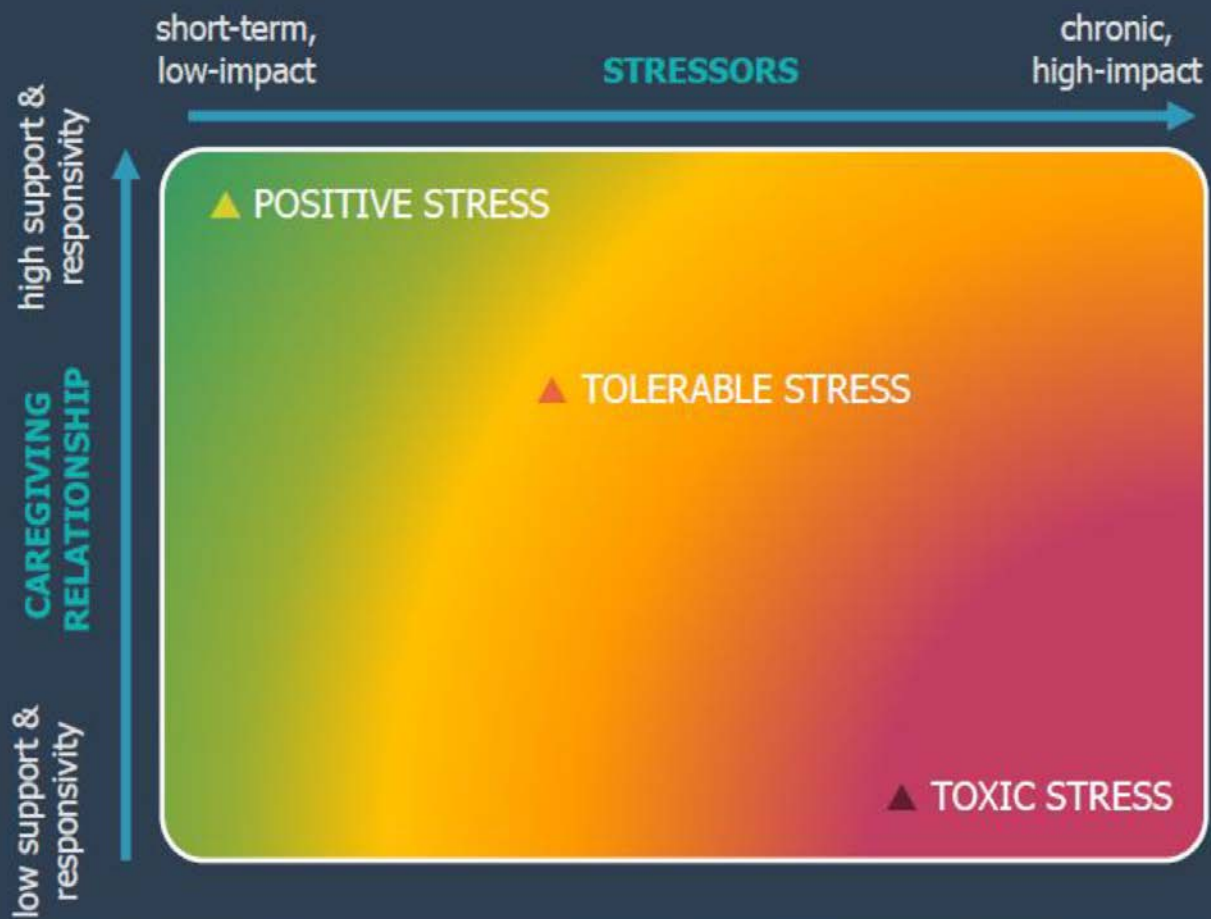 short-term,
low-impact
STRESSORS
chronic,
high-impact
high support &
responsivity
CAREGIVING
RELATIONSHIP
low support &
responsivity
POSITIVE STRESS
TOLERABLE STRESS
TOXIC STRESS